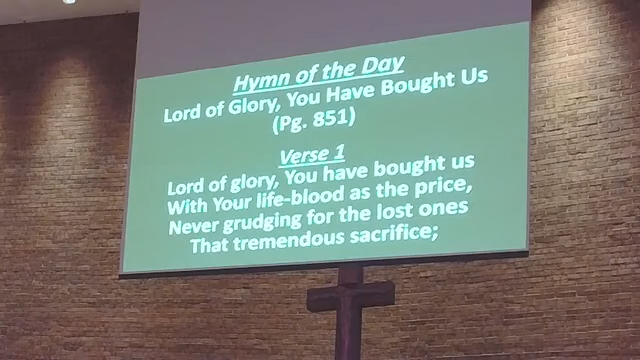 Hymn of the Day
Lord of Glory, You Have Bought Us
(Pg. 851)
Verse 1
Lord of glory, You have bought us
With Your life-blood as the price,
Never grudging for the lost ones
That tremendous sacrifice;